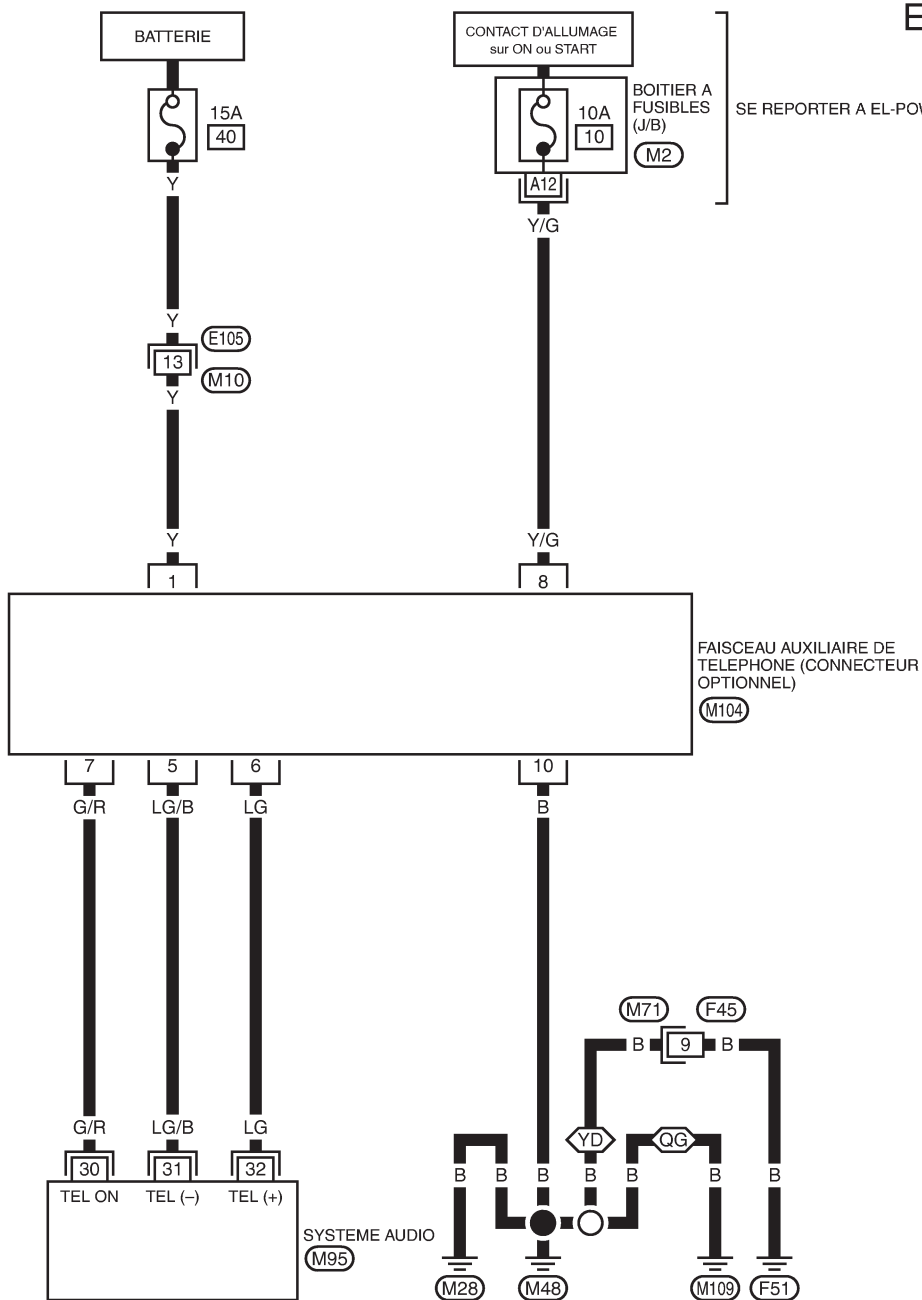 E
BATTERIE
CONTACT D'ALLUMAGE
sur ON ou START
15A
40
10A
10
BOITIER A
FUSIBLES
(J/B)
M2
SE REPORTER A EL-POW
A12
Y
Y/G
Y
E105
13
M10
Y
Y
Y/G
1
8
FAISCEAU AUXILIAIRE DE
TELEPHONE (CONNECTEUR
OPTIONNEL)
M104
7
5
6
10
G/R
LG/B
LG
B
M71
F45
B
9
B
G/R
LG/B
LG
YD
QG
30
31
32
B
B
B
B
B
B
B
TEL ON
TEL (–)
TEL (+)
SYSTEME AUDIO
M95
M28
M48
M109
F51